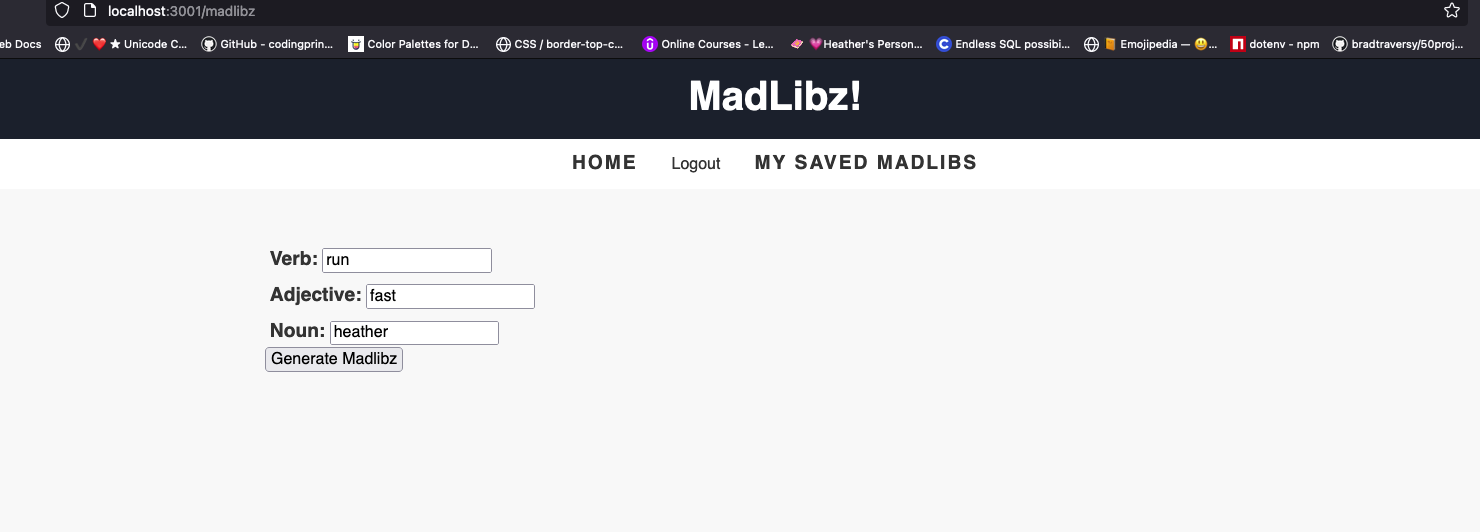 localhost:3001/madlibz
eb Docs ✔️ ❤️ ★ Unicode C... GitHub - codingprin... Color Palettes for D... CSS / border-top-c... Online Courses - Le... 💗Heather's Person... Endless SQL possibi... 📙 Emojipedia — 😃... dotenv - npm bradtraversy/50proj...
MadLibz!
HOME Logout MY SAVED MADLIBS
Verb: run
Adjective: fast
Noun: heather
Generate Madlibz